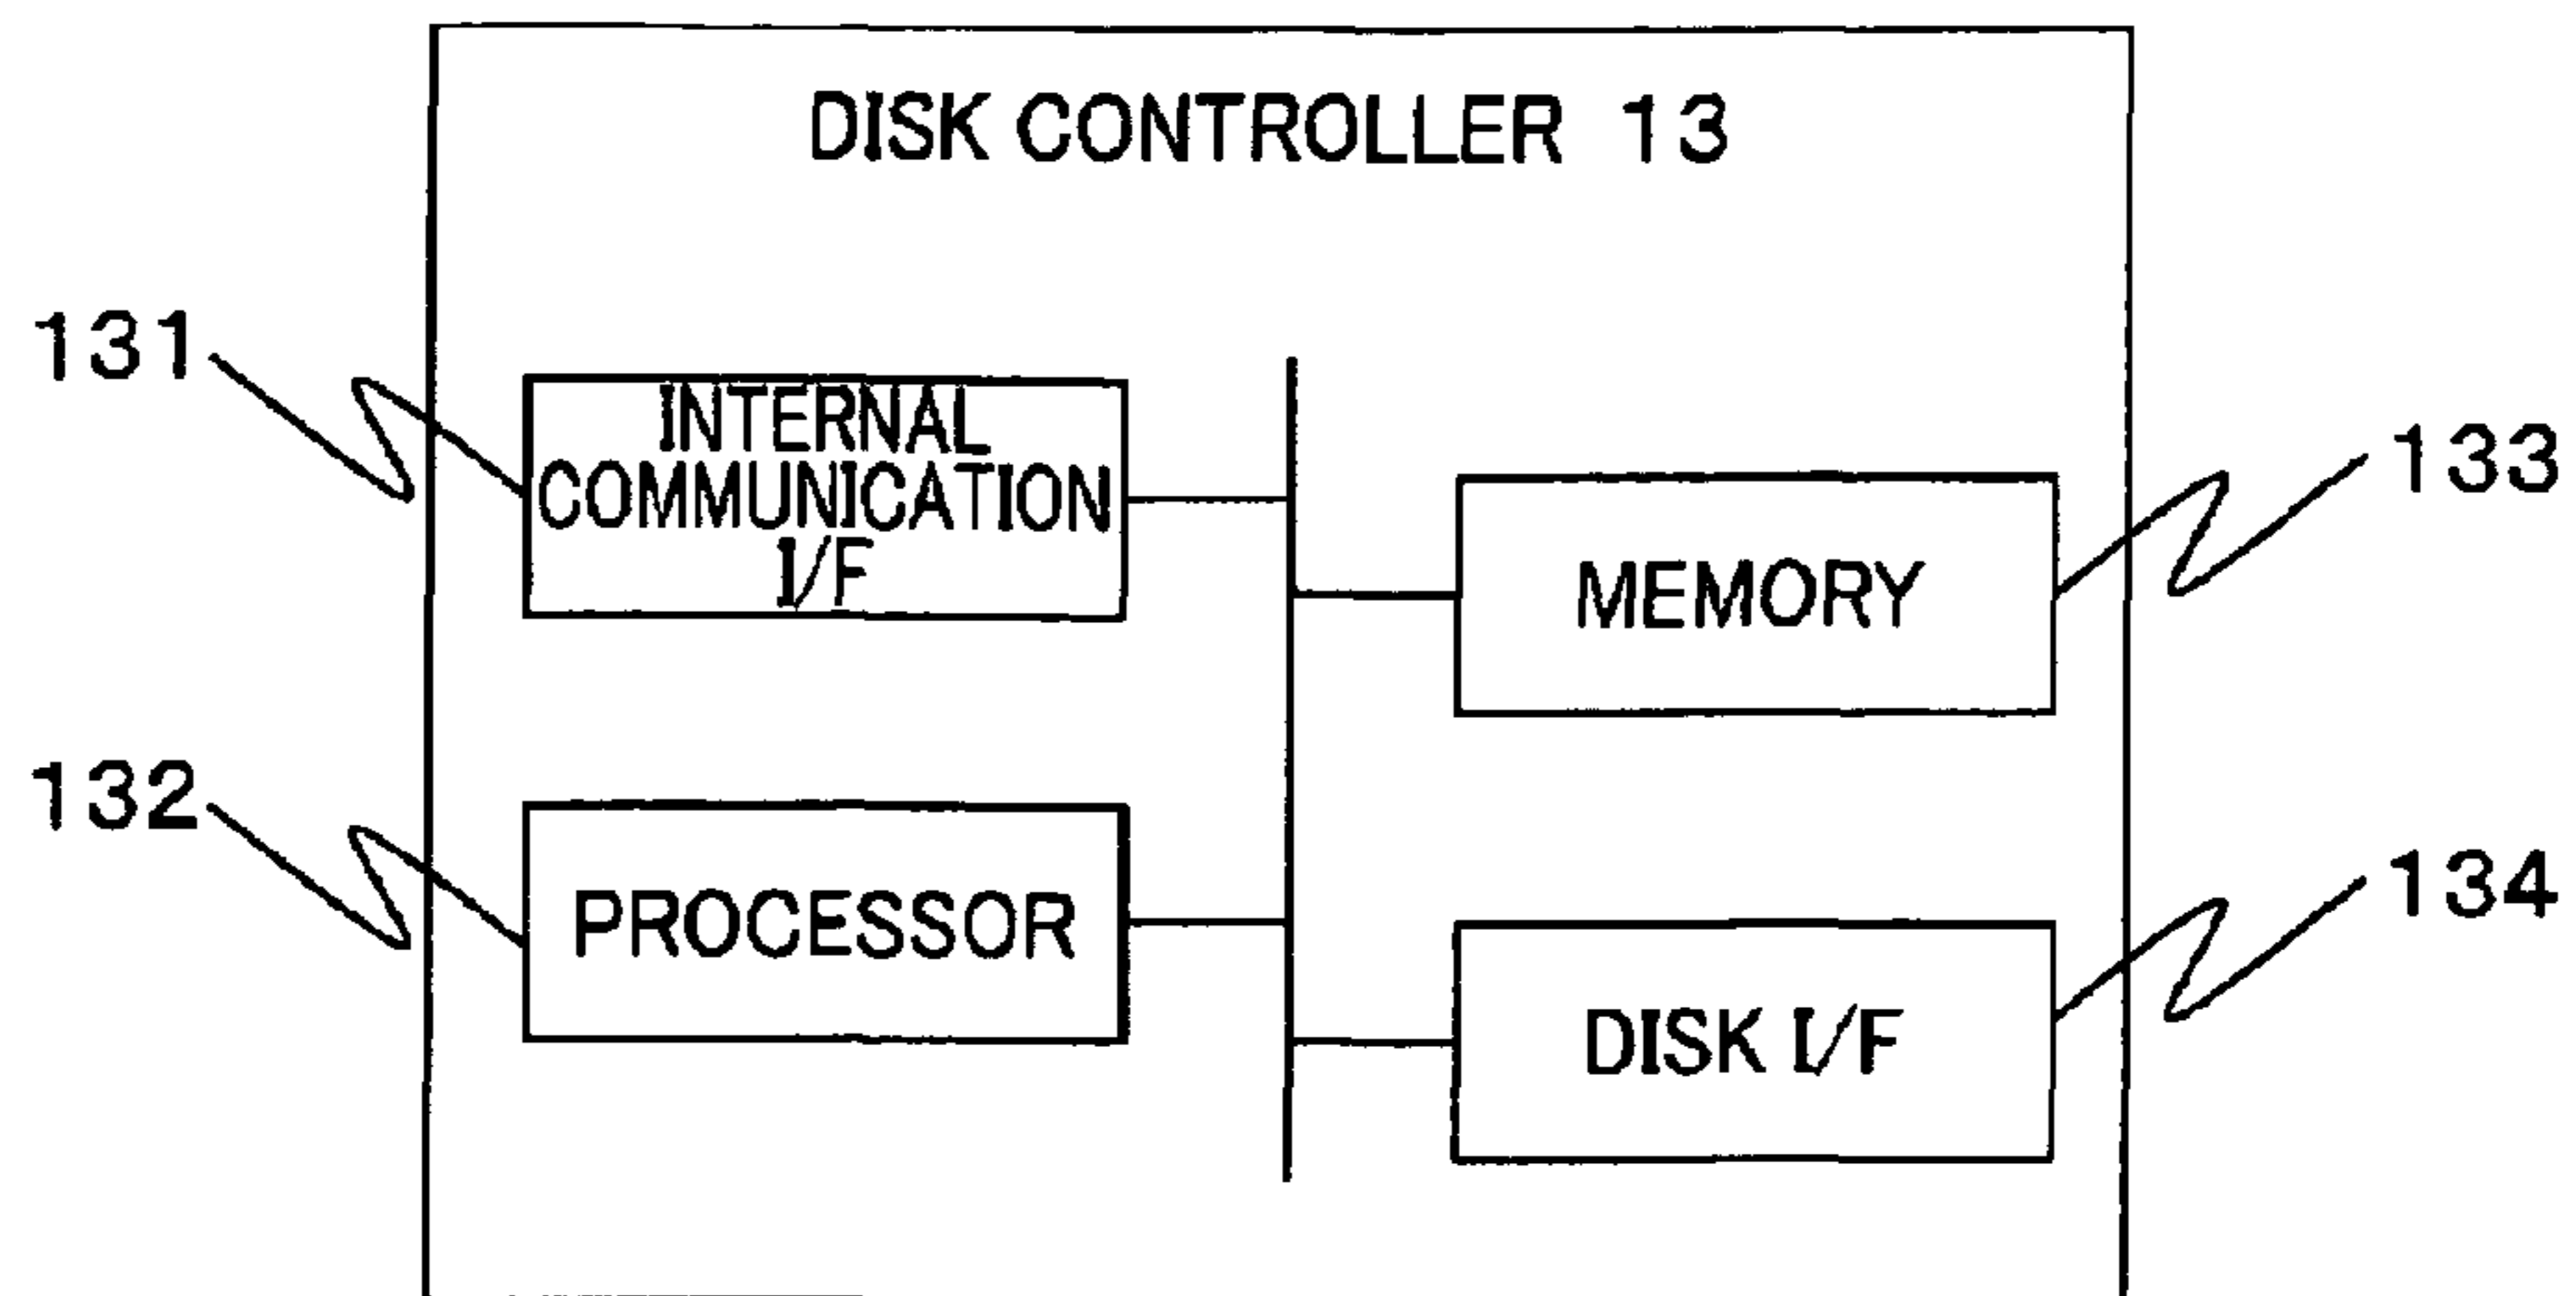 DISK CONTROLLER 13
131
INTERNAL
COMMUNICATION
I/F
133
MEMORY
132
PROCESSOR
134
DISK I/F